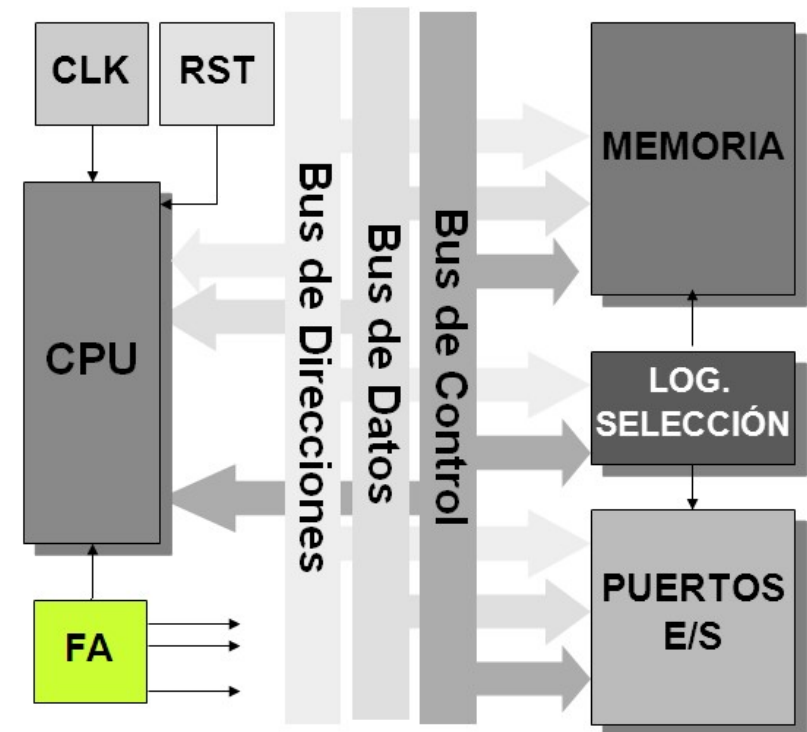 CLK
RST
CPU
FA
Bus de Direcciones
Bus de Datos
Bus de Control
MEMORIA
LOG.
SELECCIÓN
PUERTOS
E/S